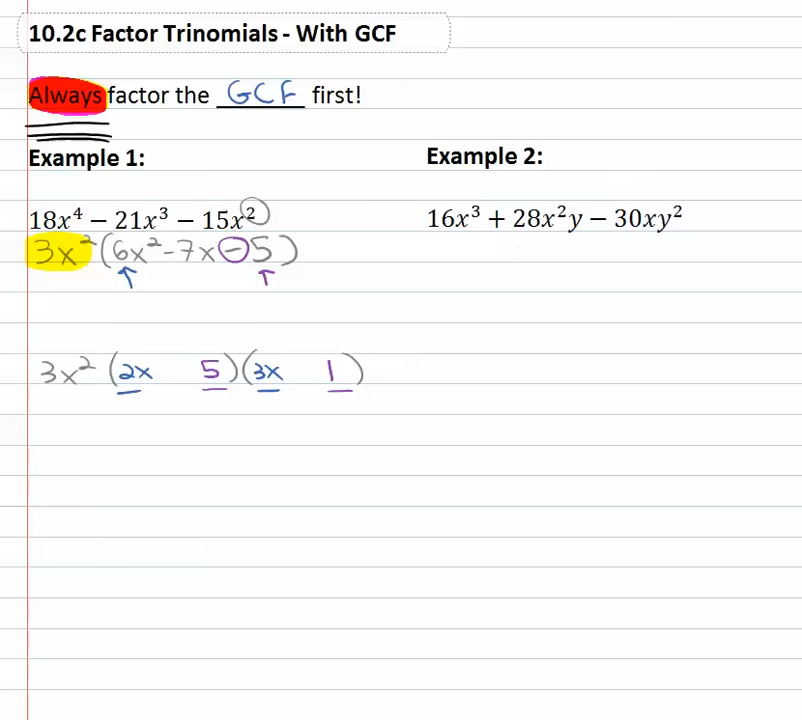 10.2c Factor Trinomials - With GCF
Always factor the GCF first!
Example 1:
18x⁴ − 21x³ − 15x²
3x²(6x²-7x-5)
3x² (2x 5)(3x 1)
Example 2:
16x³ + 28x²y − 30xy²